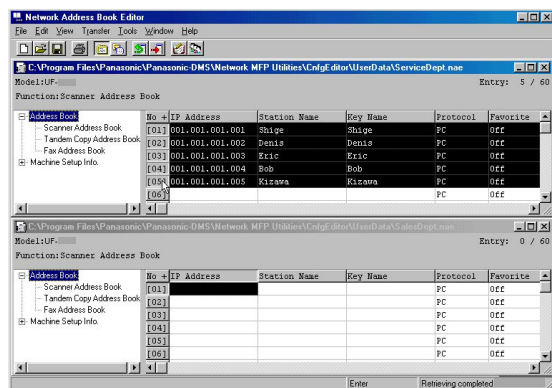 Network Address Book Editor
File Edit View Transfer Tools Window Help
C:\Program Files\Panasonic\Panasonic-DMS\Network MFP Utilities\CnfgEditor\UserData\ServiceDept.nae
Model:UF- Entry: 5 / 60
Function:Scanner Address Book
Address Book
Scanner Address Book
Tandem Copy Address Book
Fax Address Book
Machine Setup Info.
No + IP Address Station Name Key Name Protocol Favorite
[01] 001.001.001.001 Shige Shige PC Off
[02] 001.001.001.002 Denis Denis PC Off
[03] 001.001.001.003 Eric Eric PC Off
[04] 001.001.001.004 Bob Bob PC Off
[05] 001.001.001.005 Kizawa Kizawa PC Off
[06] PC Off
C:\Program Files\Panasonic\Panasonic-DMS\Network MFP Utilities\CnfgEditor\UserData\SalesDept.nae
Model:UF- Entry: 0 / 60
Function:Scanner Address Book
Address Book
Scanner Address Book
Tandem Copy Address Book
Fax Address Book
Machine Setup Info.
No + IP Address Station Name Key Name Protocol Favorite
[01] PC Off
[02] PC Off
[03] PC Off
[04] PC Off
[05] PC Off
[06] PC Off
Enter Retrieving completed